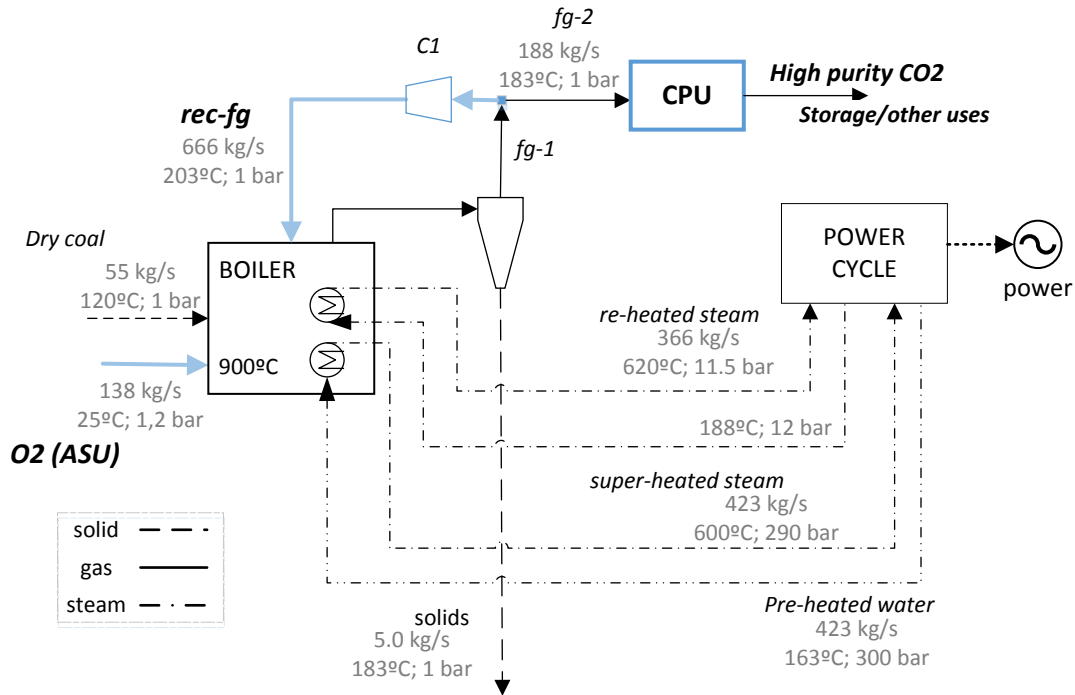 fg-2
C1
188 kg/s
183ºC; 1 bar
CPU
High purity CO2
Storage/other uses
rec-fg
666 kg/s
203ºC; 1 bar
fg-1
Dry coal
55 kg/s
120ºC; 1 bar
BOILER
900ºC
138 kg/s
25ºC; 1,2 bar
O2 (ASU)
POWER
CYCLE
power
re-heated steam
366 kg/s
620ºC; 11.5 bar
188ºC; 12 bar
super-heated steam
423 kg/s
600ºC; 290 bar
solid
gas
steam
solids
5.0 kg/s
183ºC; 1 bar
Pre-heated water
423 kg/s
163ºC; 300 bar